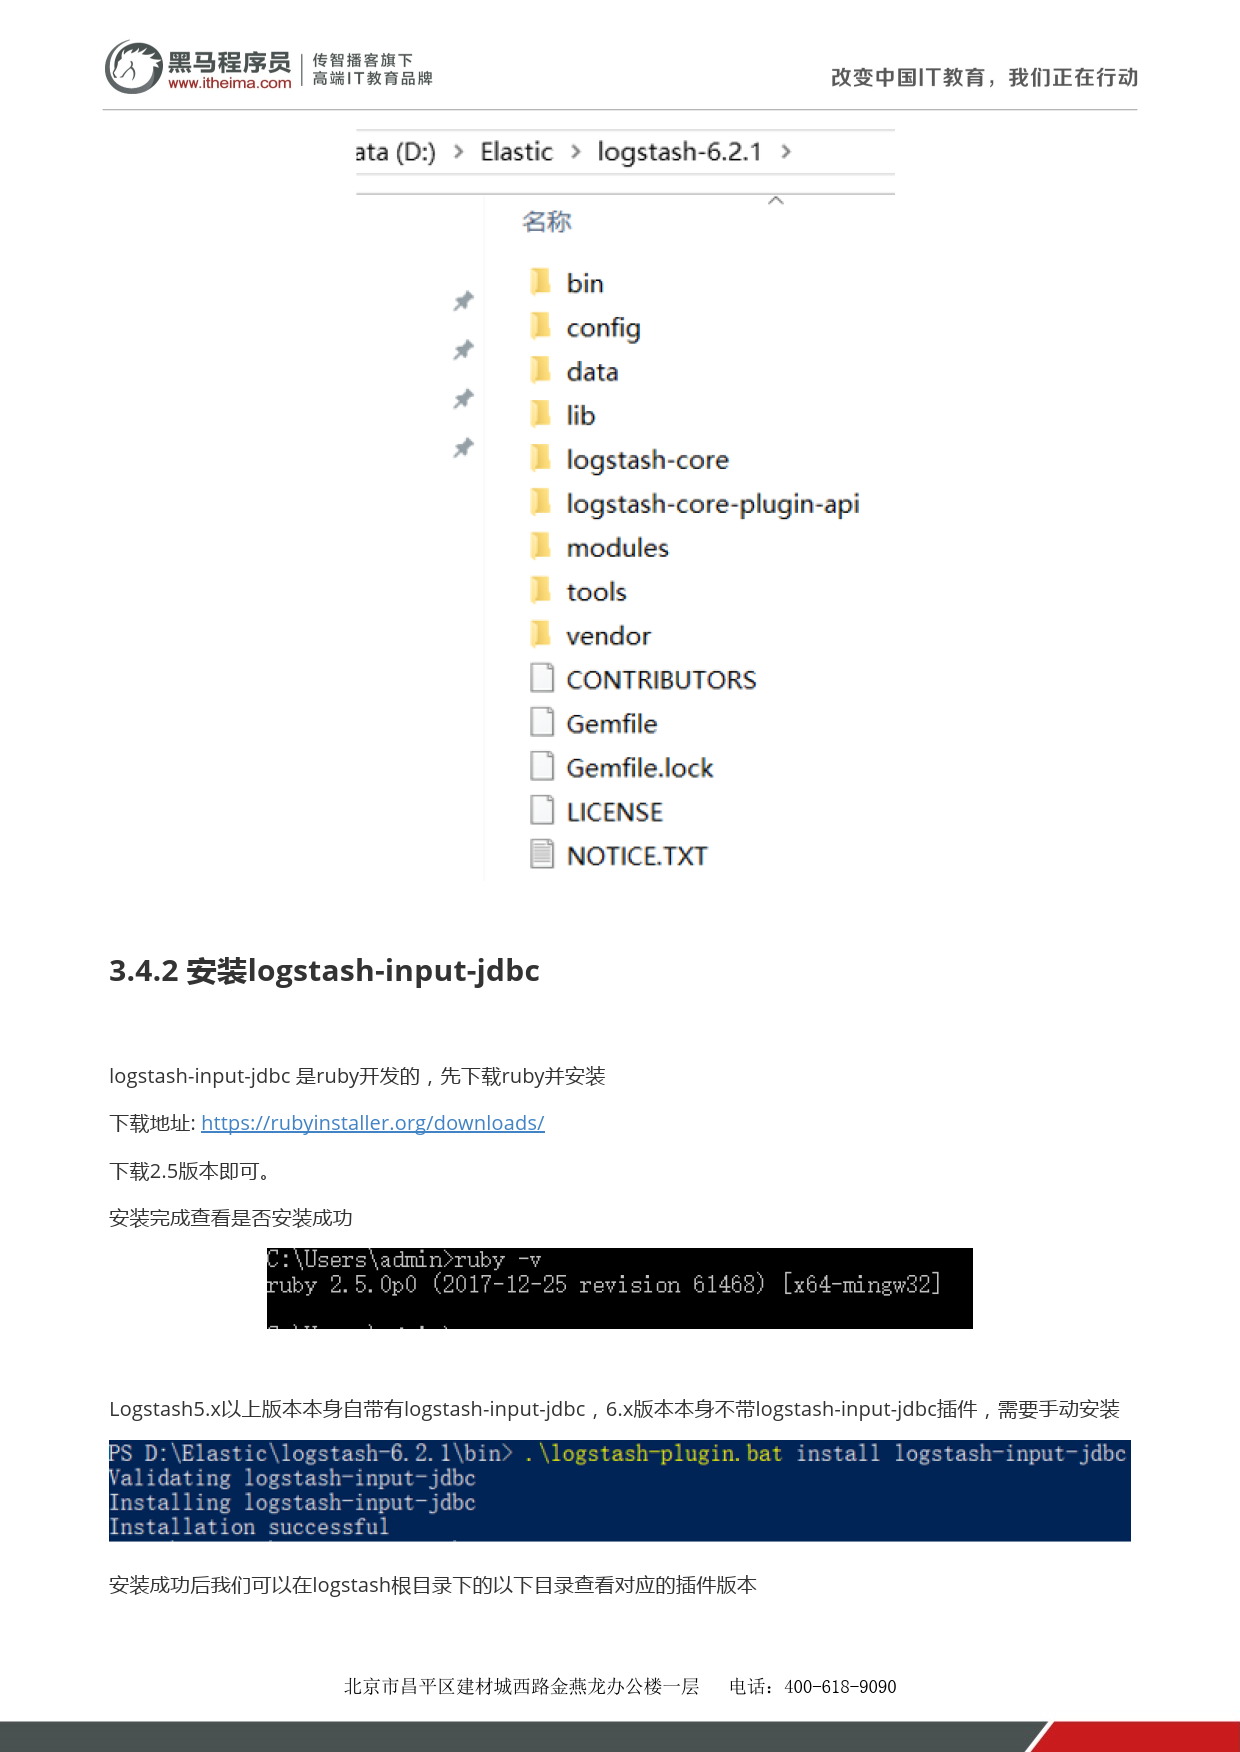 黑马程序员
www.itheima.com
传智播客旗下
高端IT教育品牌
改变中国IT教育，我们正在行动
ata (D:) > Elastic > logstash-6.2.1 >
名称
bin
config
data
lib
logstash-core
logstash-core-plugin-api
modules
tools
vendor
CONTRIBUTORS
Gemfile
Gemfile.lock
LICENSE
NOTICE.TXT
3.4.2 安装logstash-input-jdbc
logstash-input-jdbc 是ruby开发的，先下载ruby并安装
下载地址: https://rubyinstaller.org/downloads/
下载2.5版本即可。
安装完成查看是否安装成功
C:\Users\admin>ruby -v
ruby 2.5.0p0 (2017-12-25 revision 61468) [x64-mingw32]
Logstash5.x以上版本本身自带有logstash-input-jdbc，6.x版本本身不带logstash-input-jdbc插件，需要手动安装
PS D:\Elastic\logstash-6.2.1\bin> .\logstash-plugin.bat install logstash-input-jdbc
Validating logstash-input-jdbc
Installing logstash-input-jdbc
Installation successful
安装成功后我们可以在logstash根目录下的以下目录查看对应的插件版本
北京市昌平区建材城西路金燕龙办公楼一层 电话：400-618-9090